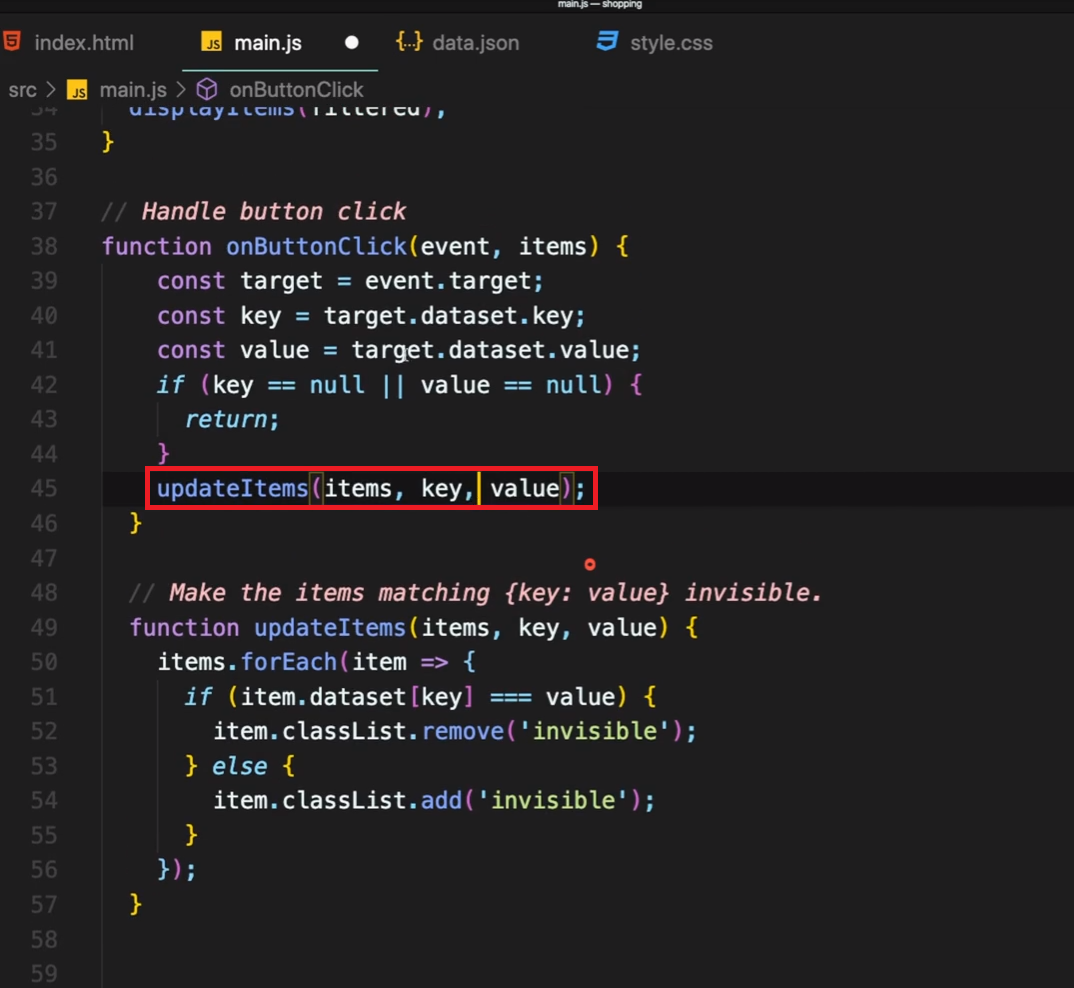 main.js — shopping
index.html main.js data.json style.css
src > main.js > onButtonClick
34 displayItems(filtered);
35 }
36
37 // Handle button click
38 function onButtonClick(event, items) {
39 const target = event.target;
40 const key = target.dataset.key;
41 const value = target.dataset.value;
42 if (key == null || value == null) {
43 return;
44 }
45 updateItems(items, key, value);
46 }
47
48 // Make the items matching {key: value} invisible.
49 function updateItems(items, key, value) {
50 items.forEach(item => {
51 if (item.dataset[key] === value) {
52 item.classList.remove('invisible');
53 } else {
54 item.classList.add('invisible');
55 }
56 });
57 }
58
59